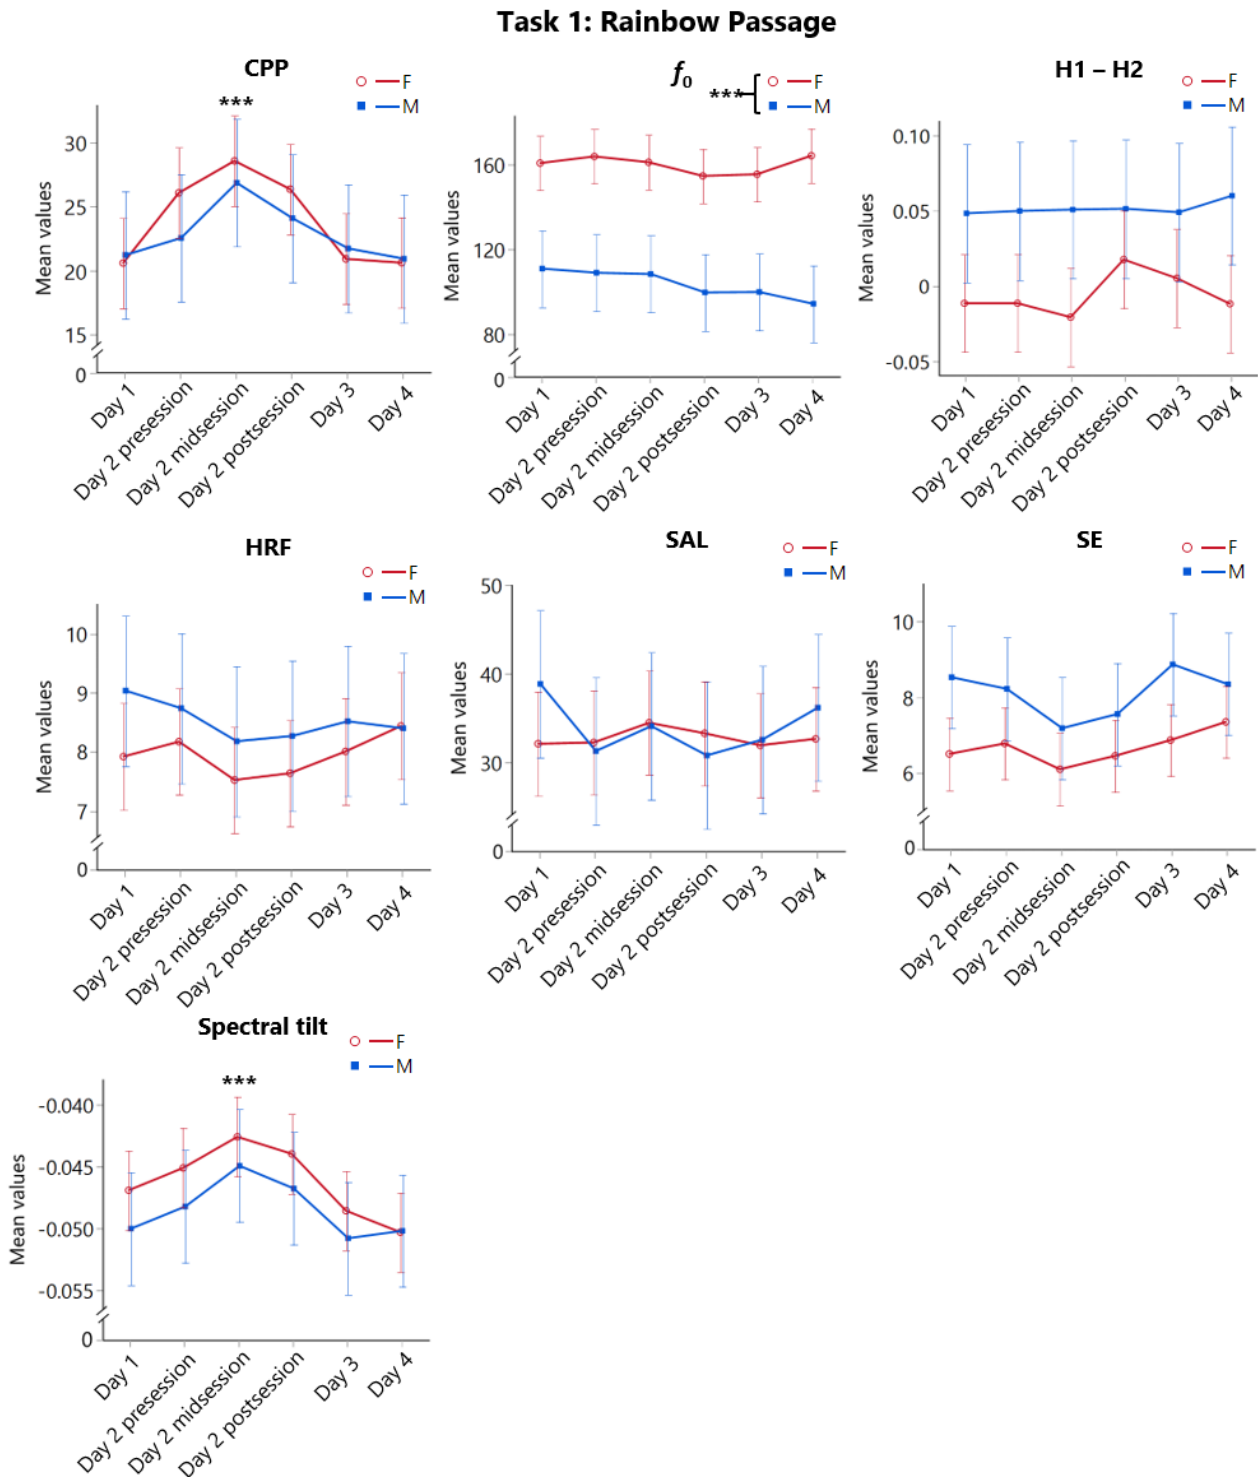 Task 1: Rainbow Passage
CPP
F
M
***
Mean values
30
25
20
15
0
Day 1
Day 2 presession
Day 2 midsession
Day 2 postsession
Day 3
Day 4
f0
***
F
M
Mean values
160
120
80
0
Day 1
Day 2 presession
Day 2 midsession
Day 2 postsession
Day 3
Day 4
H1 – H2
F
M
Mean values
0.10
0.05
0
-0.05
Day 1
Day 2 presession
Day 2 midsession
Day 2 postsession
Day 3
Day 4
HRF
F
M
Mean values
10
9
8
7
0
Day 1
Day 2 presession
Day 2 midsession
Day 2 postsession
Day 3
Day 4
SAL
F
M
Mean values
50
40
30
0
Day 1
Day 2 presession
Day 2 midsession
Day 2 postsession
Day 3
Day 4
SE
F
M
Mean values
10
8
6
0
Day 1
Day 2 presession
Day 2 midsession
Day 2 postsession
Day 3
Day 4
Spectral tilt
F
M
***
Mean values
-0.040
-0.045
-0.050
-0.055
0
Day 1
Day 2 presession
Day 2 midsession
Day 2 postsession
Day 3
Day 4